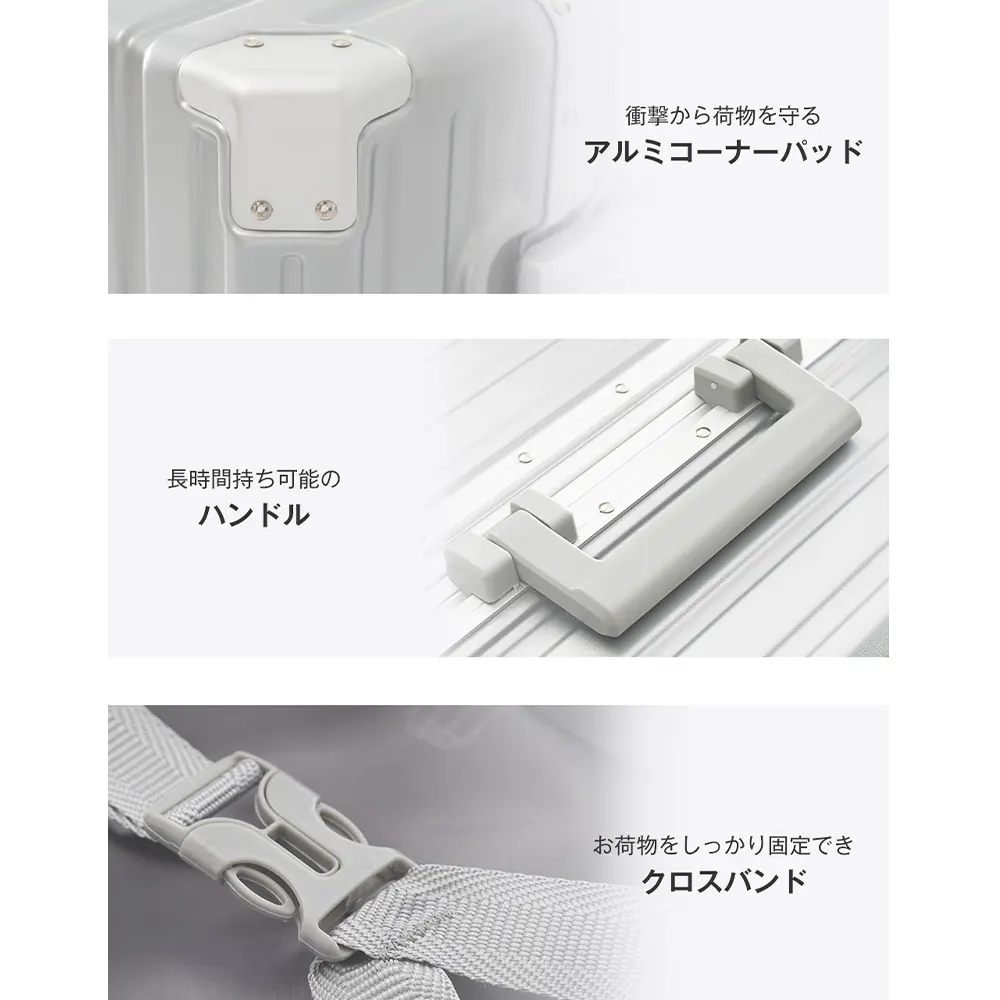 衝撃から荷物を守る
アルミコーナーパッド
長時間持ち可能の
ハンドル
お荷物をしっかり固定でき
クロスバンド